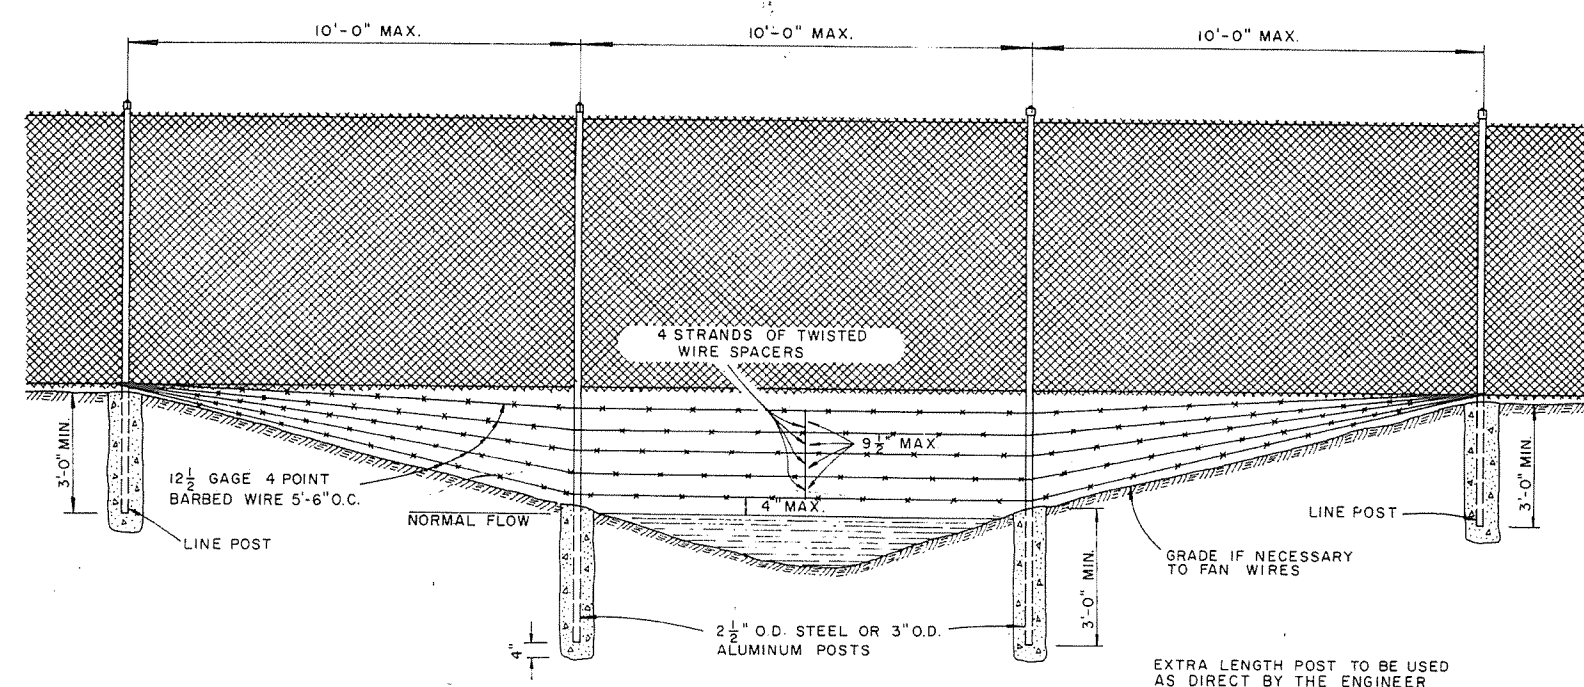 10'-0" MAX.
10'-0" MAX.
10'-0" MAX.
4 STRANDS OF TWISTED
WIRE SPACERS
9 1/2" MAX
3'-0" MIN.
12 1/2 GAGE 4 POINT
BARBED WIRE 5'-6" O.C.
4" MAX.
NORMAL FLOW
LINE POST
LINE POST
3'-0" MIN
GRADE IF NECESSARY
TO FAN WIRES
3'-0" MIN.
2 1/2" O.D. STEEL OR 3" O.D.
ALUMINUM POSTS
4"
EXTRA LENGTH POST TO BE USED
AS DIRECT BY THE ENGINEER